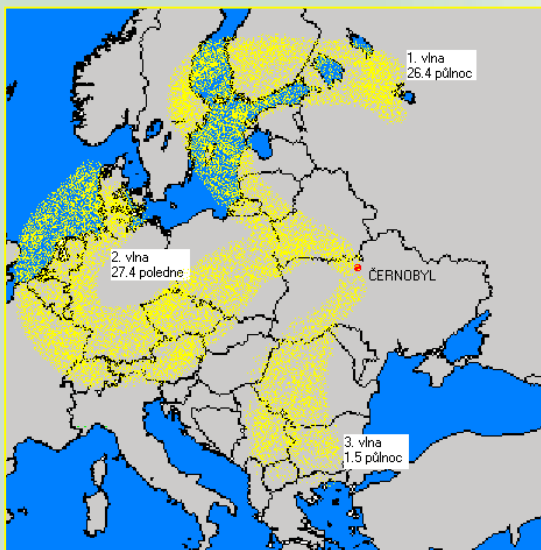 1. vlna
26.4 půlnoc
2. vlna
27.4 poledne
ČERNOBYL
3. vlna
1.5 půlnoc